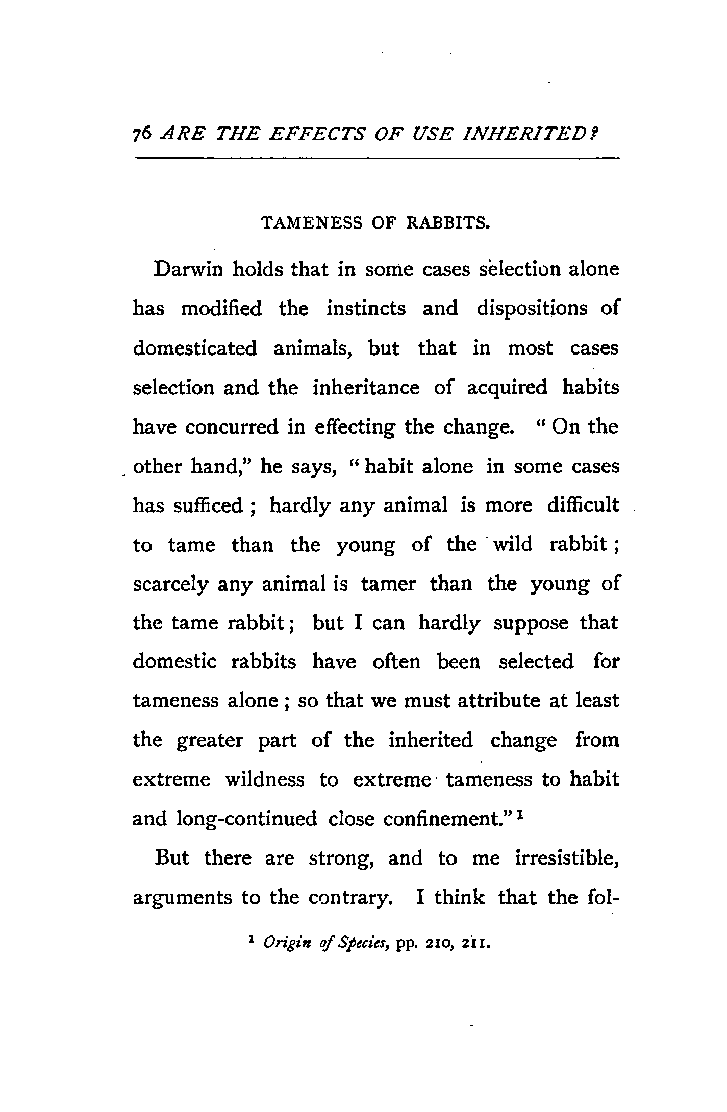 76 ARE THE EFFECTS OF USE INHERITED?
TAMENESS OF RABBITS.
Darwin holds that in some cases selection alone
has modified the instincts and dispositions of
domesticated animals, but that in most cases
selection and the inheritance of acquired habits
have concurred in effecting the change. “ On the
other hand,” he says, “ habit alone in some cases
has sufficed ; hardly any animal is more difficult
to tame than the young of the wild rabbit ;
scarcely any animal is tamer than the young of
the tame rabbit ; but I can hardly suppose that
domestic rabbits have often been selected for
tameness alone ; so that we must attribute at least
the greater part of the inherited change from
extreme wildness to extreme tameness to habit
and long-continued close confinement.” 1
But there are strong, and to me irresistible,
arguments to the contrary. I think that the fol-
1 Origin of Species, pp. 210, 211.